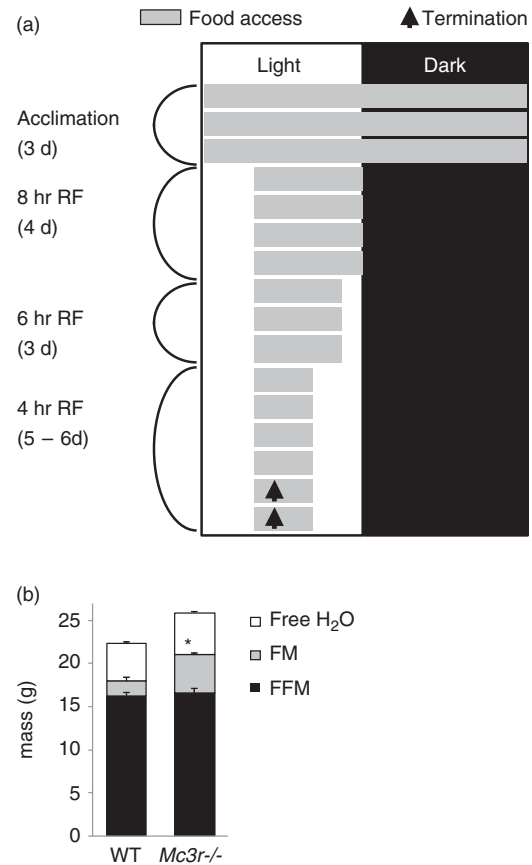 (a)
Food access
Termination
Light
Dark
Acclimation
(3 d)
8 hr RF
(4 d)
6 hr RF
(3 d)
4 hr RF
(5 – 6d)
(b)
25
20
15
10
5
0
mass (g)
*
Free H₂O
FM
FFM
WT
Mc3r-/-